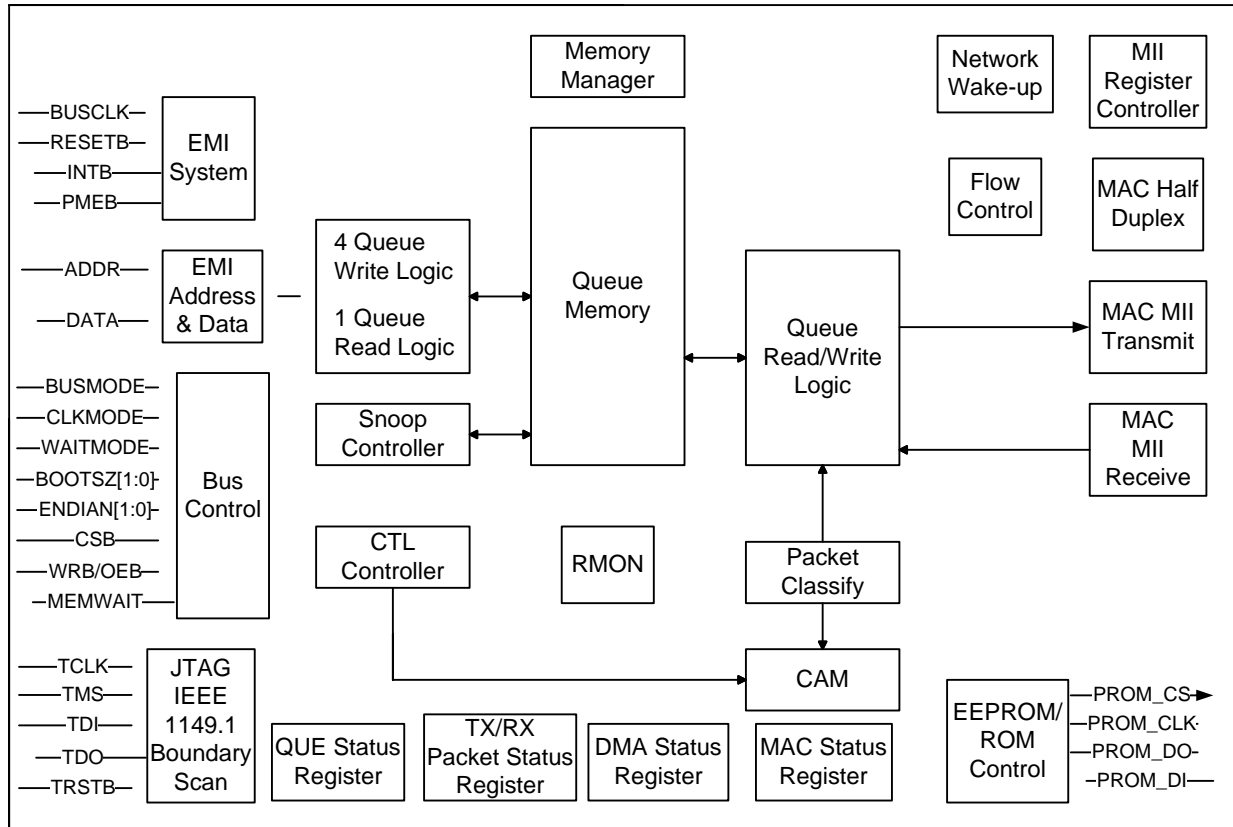 Memory
Manager
Network
Wake-up
MII
Register
Controller
BUSCLK
RESETB
INTB
PMEB
EMI
System
Flow
Control
MAC Half
Duplex
ADDR
DATA
EMI
Address
& Data
4 Queue
Write Logic
1 Queue
Read Logic
Queue
Memory
Queue
Read/Write
Logic
MAC MII
Transmit
MAC
MII
Receive
BUSMODE
CLKMODE
WAITMODE
BOOTSZ[1:0]
ENDIAN[1:0]
CSB
WRB/OEB
MEMWAIT
Bus
Control
Snoop
Controller
CTL
Controller
RMON
Packet
Classify
CAM
TCLK
TMS
TDI
TDO
TRSTB
JTAG
IEEE
1149.1
Boundary
Scan
QUE Status
Register
TX/RX
Packet Status
Register
DMA Status
Register
MAC Status
Register
EEPROM/
ROM
Control
PROM_CS
PROM_CLK
PROM_DO
PROM_DI